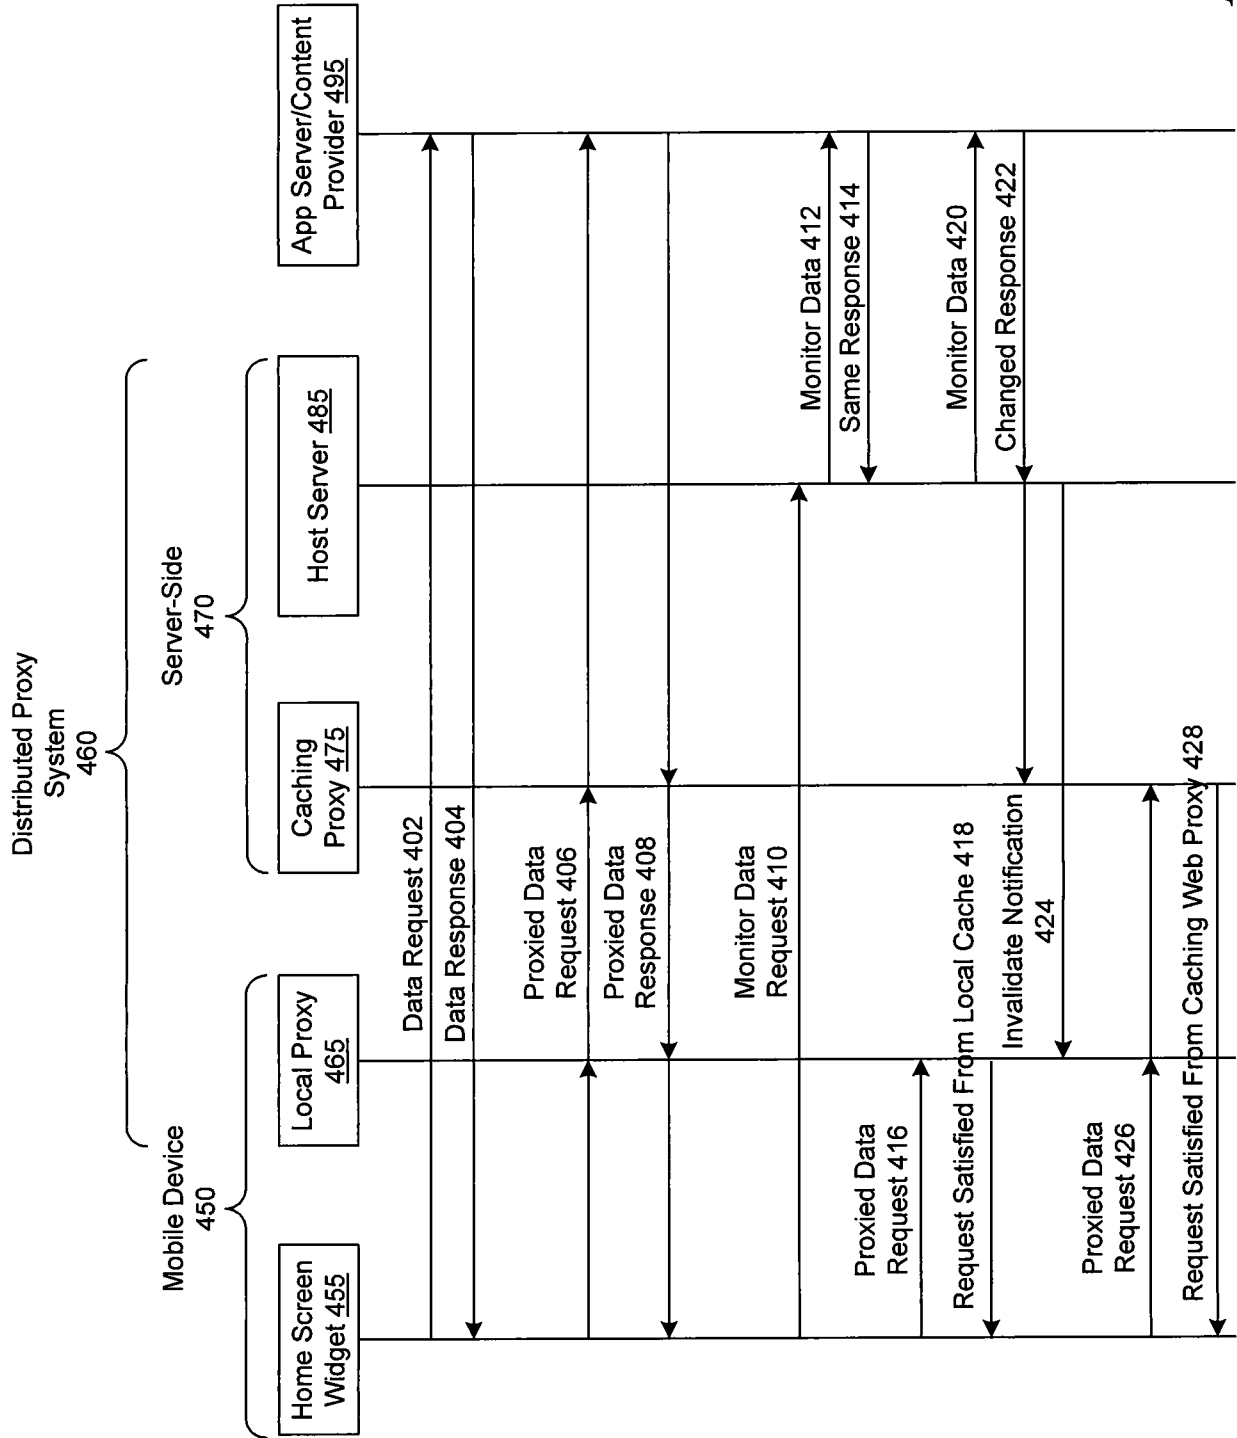 Distributed Proxy
System
460
Mobile Device
450
Server-Side
470
Home Screen
Widget 455
Local Proxy
465
Caching
Proxy 475
Host Server 485
App Server/Content
Provider 495
Data Request 402
Data Response 404
Proxied Data
Request 406
Proxied Data
Response 408
Monitor Data
Request 410
Monitor Data 412
Same Response 414
Proxied Data
Request 416
Request Satisfied From Local Cache 418
Monitor Data 420
Changed Response 422
Invalidate Notification
424
Proxied Data
Request 426
Request Satisfied From Caching Web Proxy 428